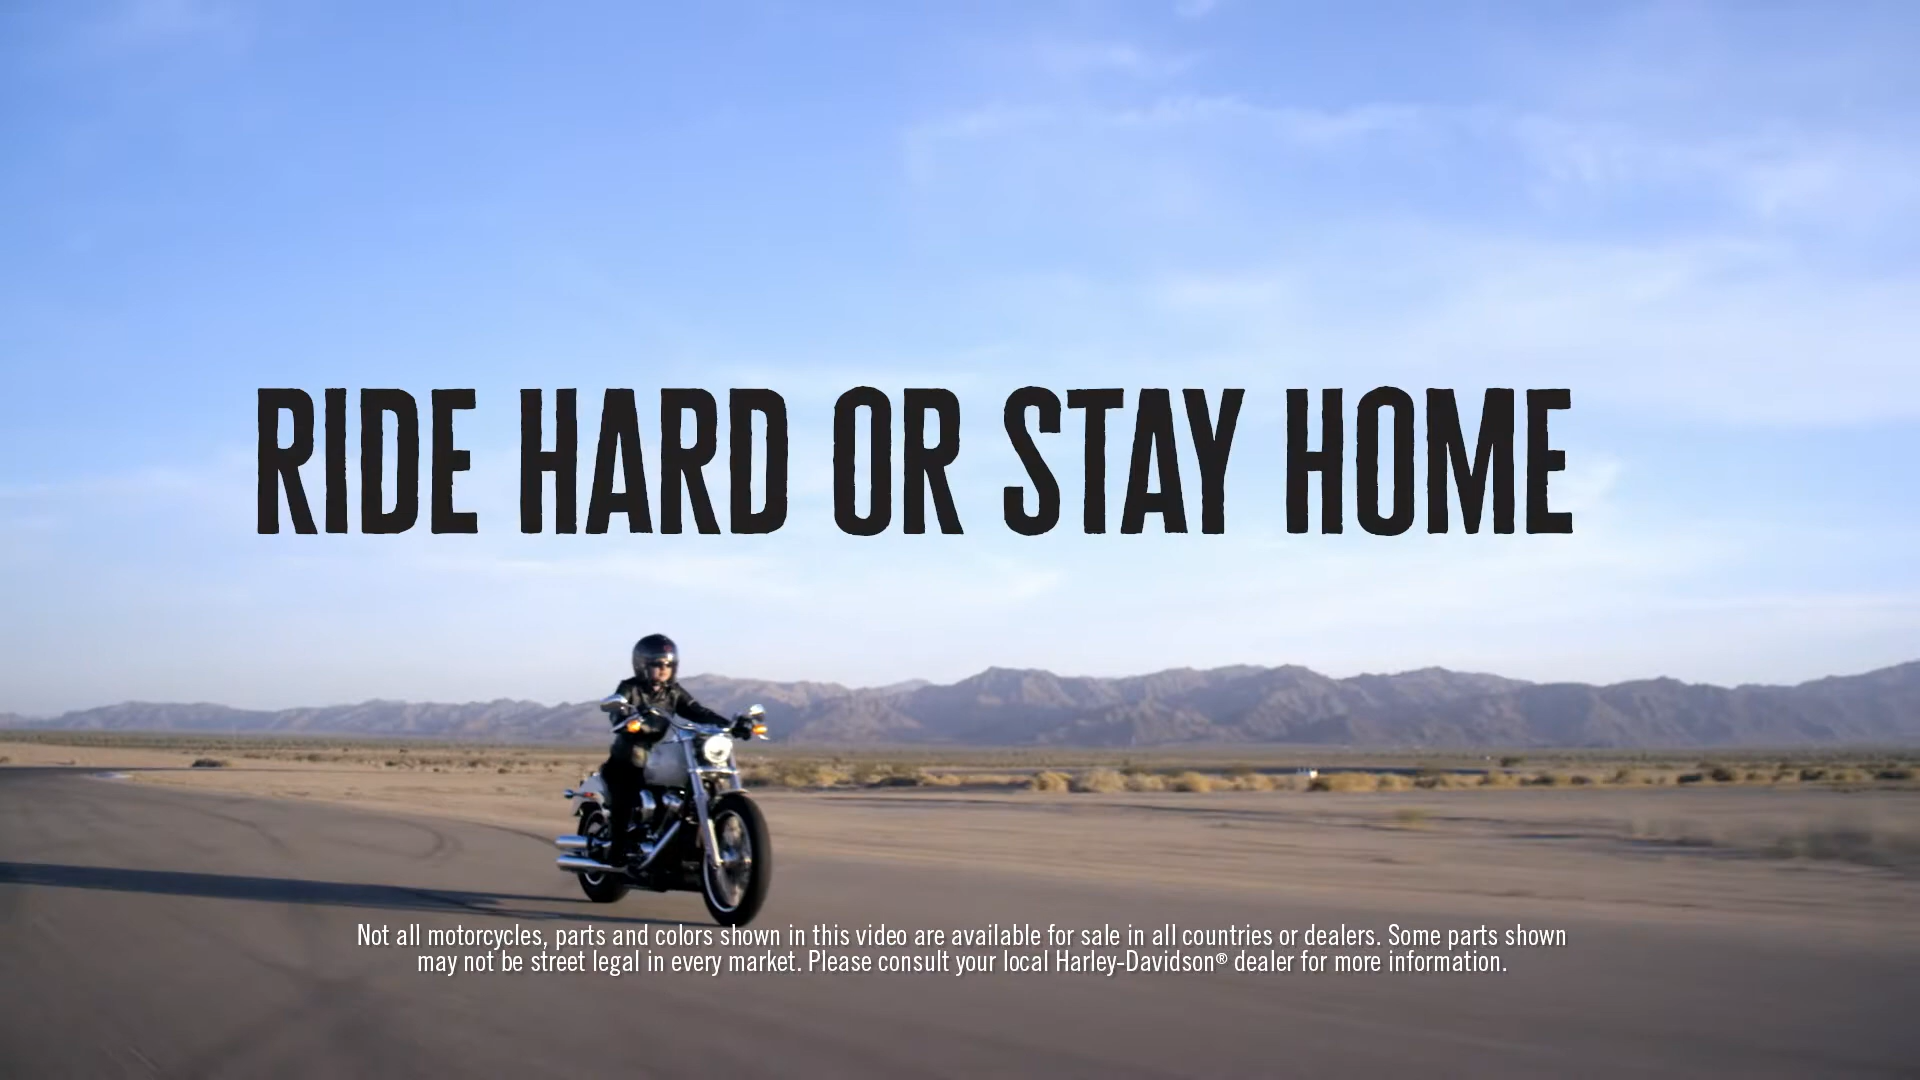 RIDE HARD OR STAY HOME
Not all motorcycles, parts and colors shown in this video are available for sale in all countries or dealers. Some parts shown
may not be street legal in every market. Please consult your local Harley-Davidson® dealer for more information.